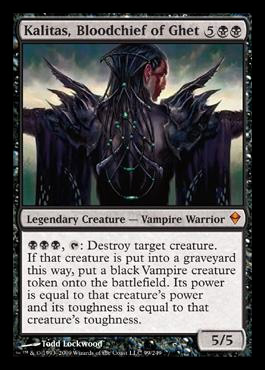 Kalitas, Bloodchief of Ghet 5
Legendary Creature — Vampire Warrior
: Destroy target creature.
If that creature is put into a graveyard
this way, put a black Vampire creature
token onto the battlefield. Its power
is equal to that creature's power
and its toughness is equal to that
creature's toughness.
5/5
Todd Lockwood
™ & © 1993–2009 Wizards of the Coast LLC 99/249